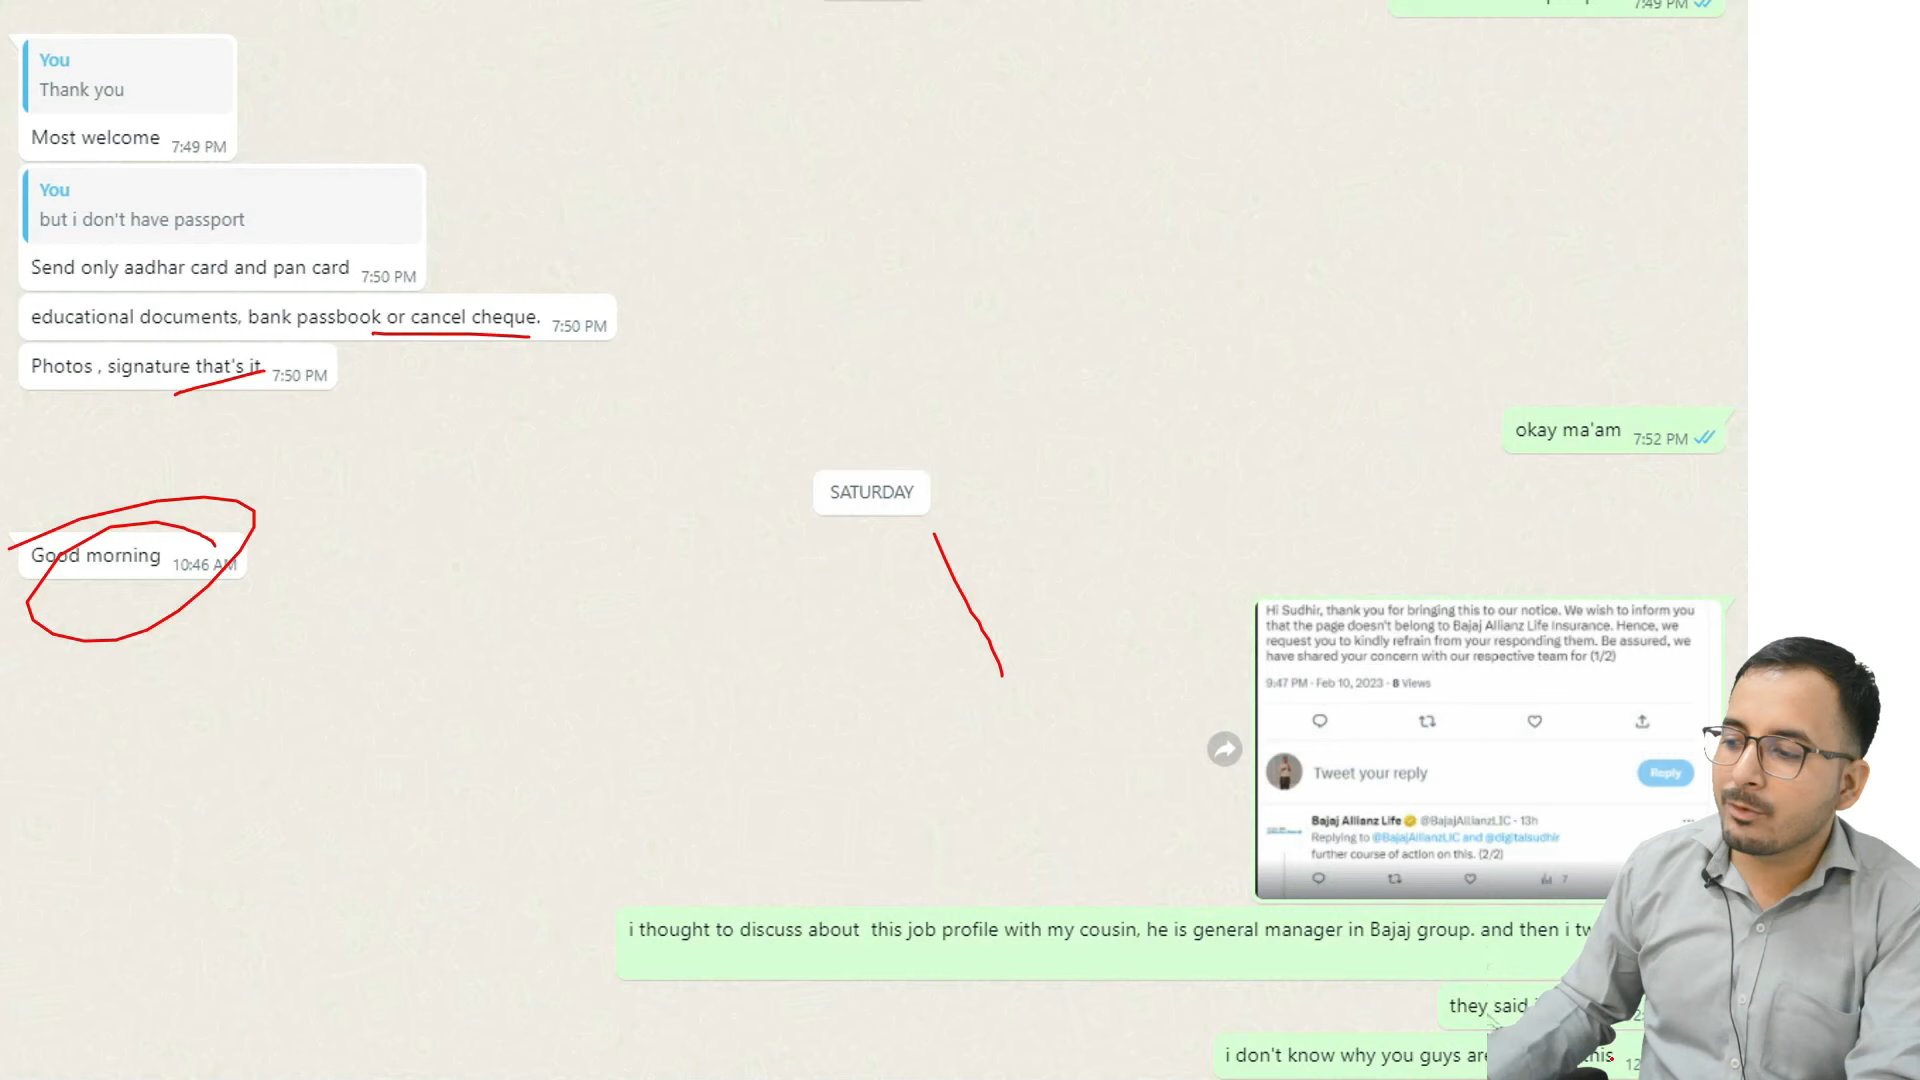 7:49 PM
You
Thank you
Most welcome 7:49 PM
You
but i don't have passport
Send only aadhar card and pan card 7:50 PM
educational documents, bank passbook or cancel cheque. 7:50 PM
Photos , signature that's it 7:50 PM
okay ma'am 7:52 PM
SATURDAY
Good morning 10:46 AM
Hi Sudhir, thank you for bringing this to our notice. We wish to inform you
that the page doesn't belong to Bajaj Allianz Life Insurance. Hence, we
request you to kindly refrain from your responding them. Be assured, we
have shared your concern with our respective team for (1/2)
9:47 PM · Feb 10, 2023 · 8 Views
Tweet your reply
Reply
Bajaj Allianz Life @BajajAllianzLIC · 13h
Replying to @BajajAllianzLIC and @digitalsudhir
further course of action on this. (2/2)
7
i thought to discuss about this job profile with my cousin, he is general manager in Bajaj group. and then i
they said
i don't know why you guys are this